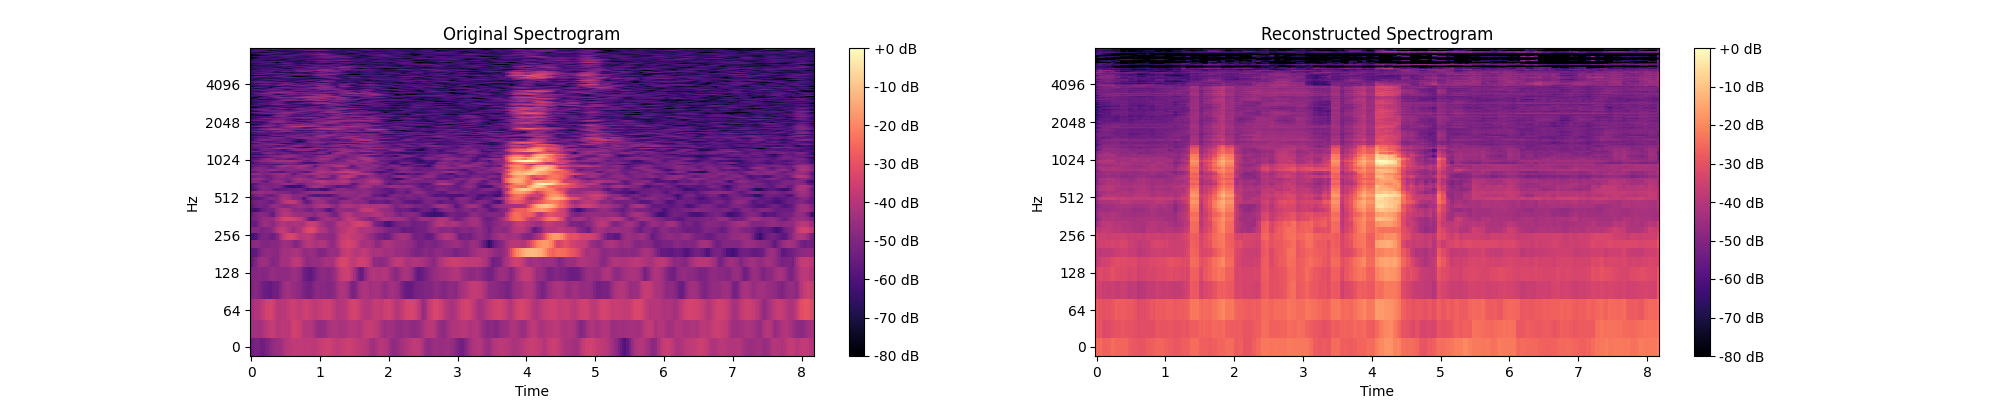 Original Spectrogram
Hz
4096
2048
1024
512
256
128
64
0
0 1 2 3 4 5 6 7 8
Time
+0 dB
-10 dB
-20 dB
-30 dB
-40 dB
-50 dB
-60 dB
-70 dB
-80 dB
Reconstructed Spectrogram
Hz
4096
2048
1024
512
256
128
64
0
0 1 2 3 4 5 6 7 8
Time
+0 dB
-10 dB
-20 dB
-30 dB
-40 dB
-50 dB
-60 dB
-70 dB
-80 dB